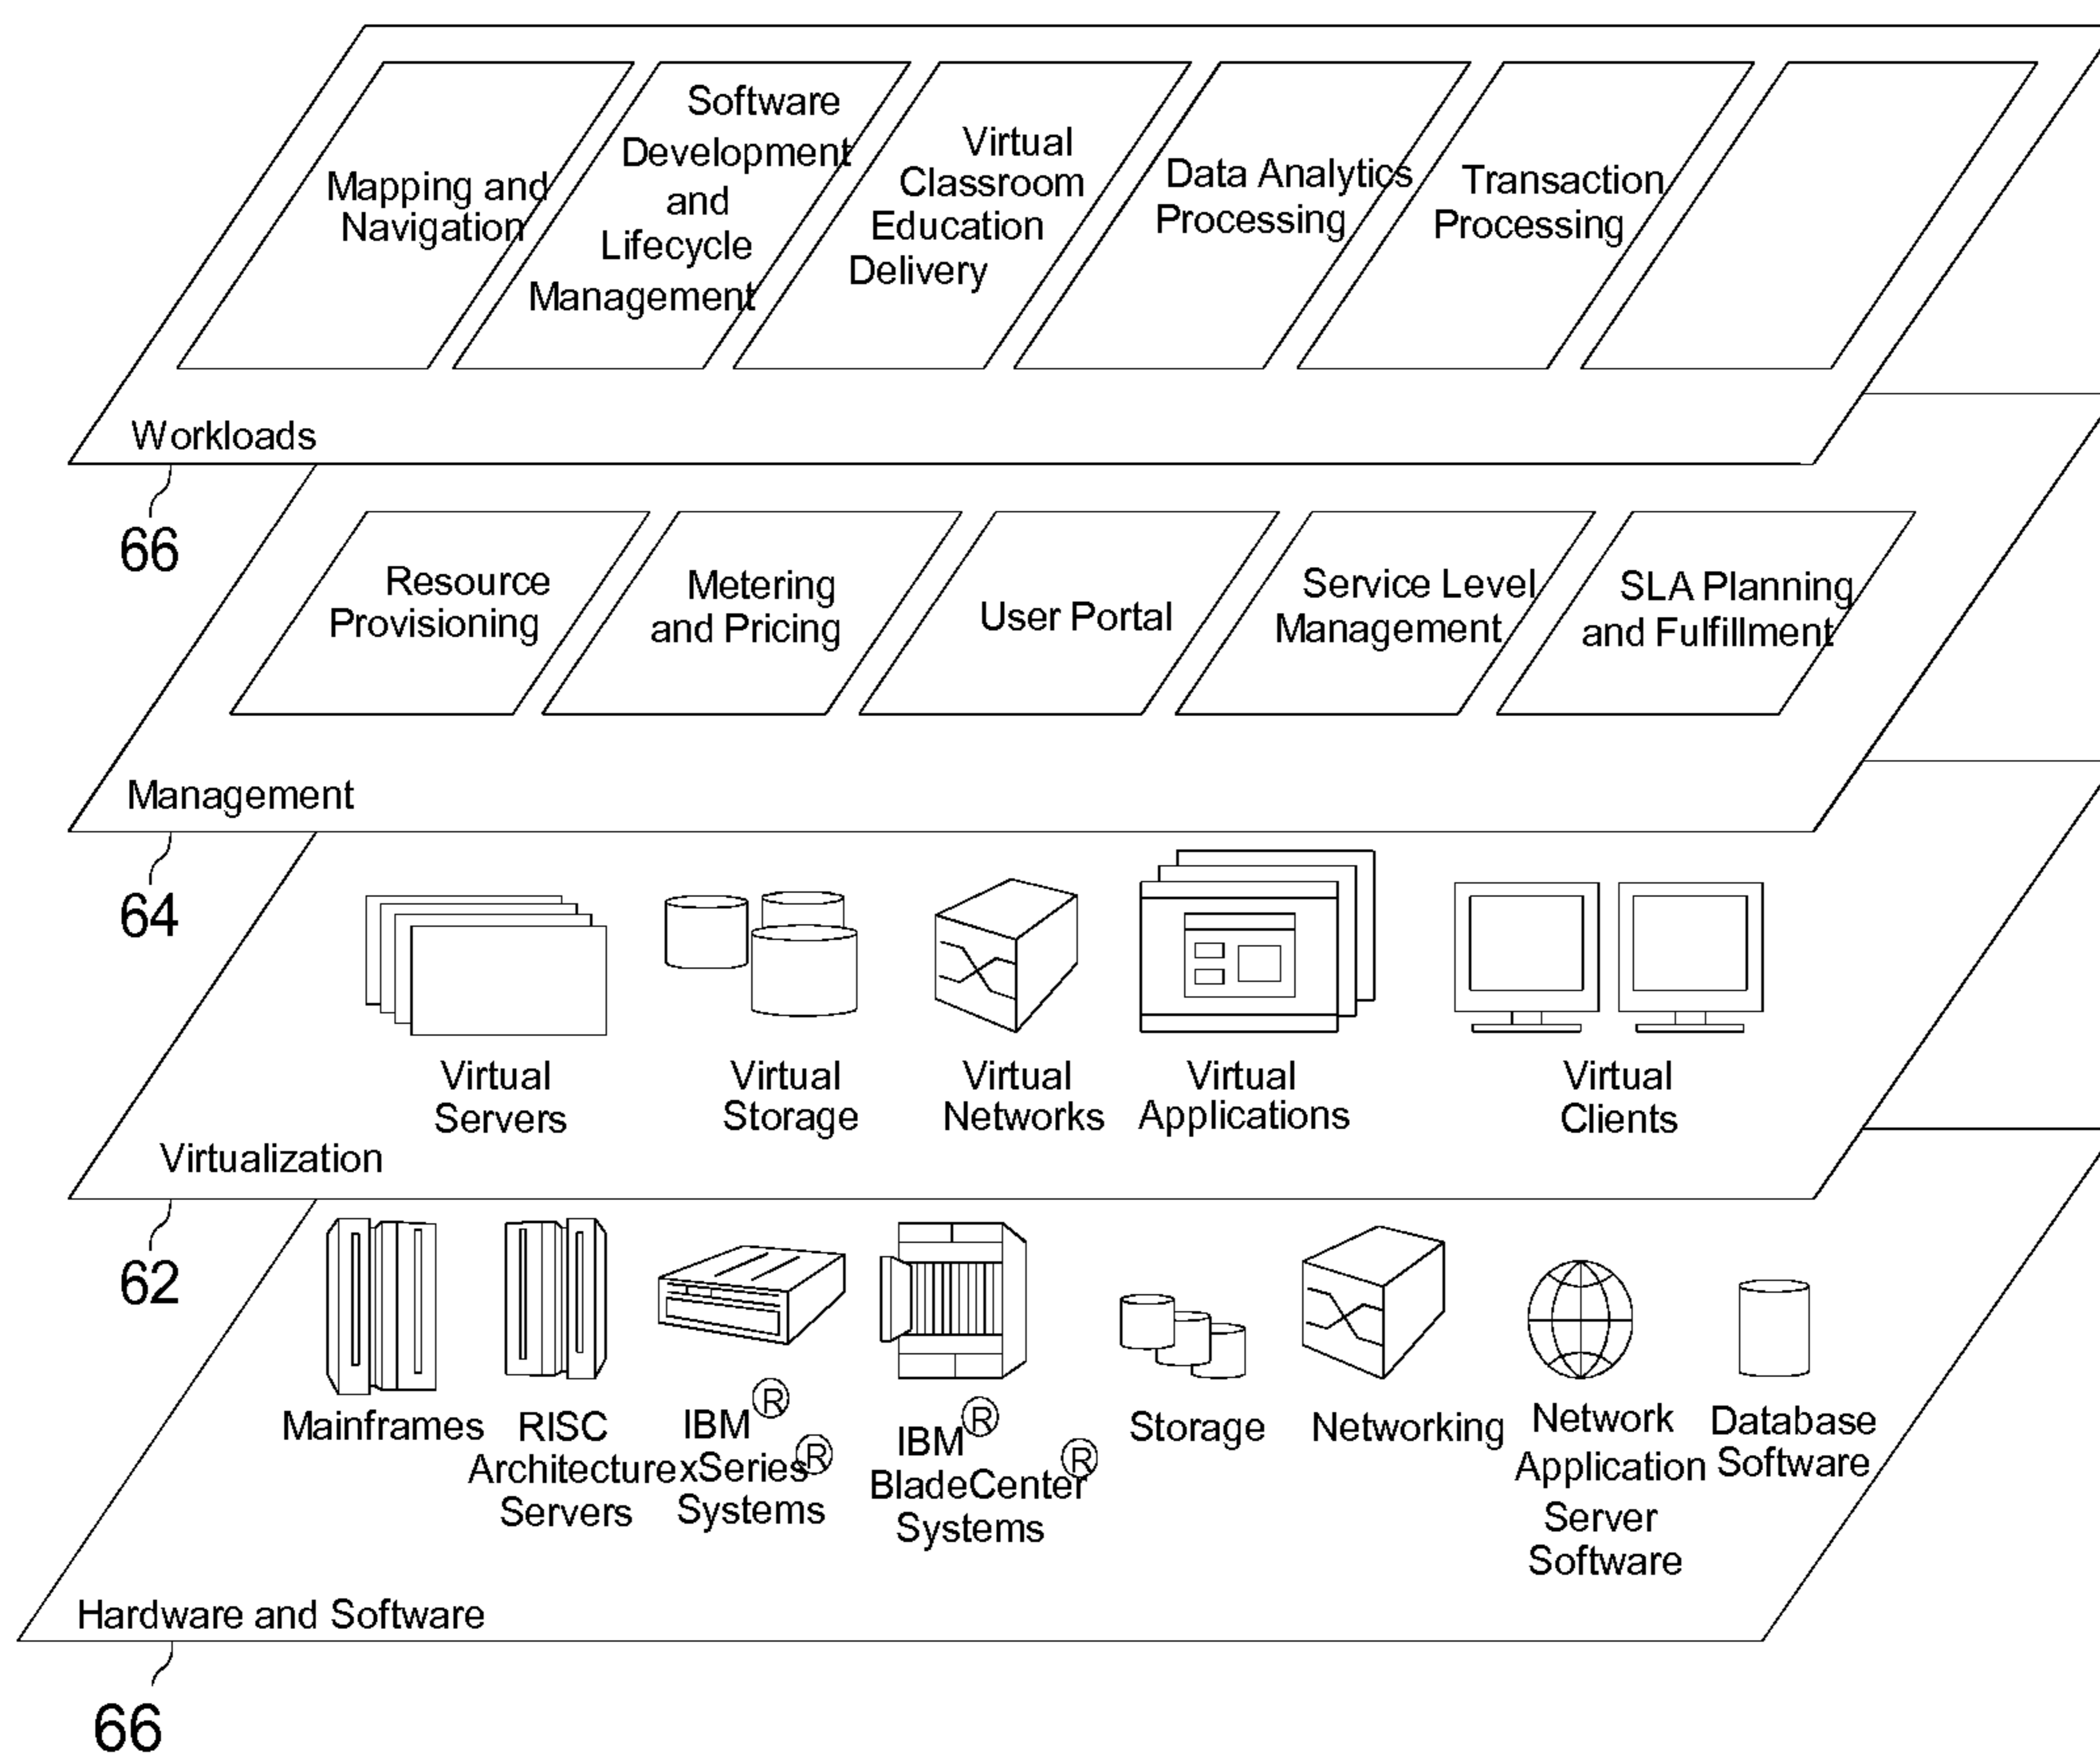 Mapping and
Navigation
Software
Development
and
Lifecycle
Management
Virtual
Classroom
Education
Delivery
Data Analytics
Processing
Transaction
Processing
Workloads
66
Resource
Provisioning
Metering
and Pricing
User Portal
Service Level
Management
SLA Planning
and Fulfillment
Management
64
Virtual
Servers
Virtual
Storage
Virtual
Networks
Virtual
Applications
Virtual
Clients
Virtualization
62
Mainframes
RISC
Architecture
Servers
IBM®
xSeries®
Systems
IBM®
BladeCenter®
Systems
Storage
Networking
Network
Application
Server
Software
Database
Software
Hardware and Software
66